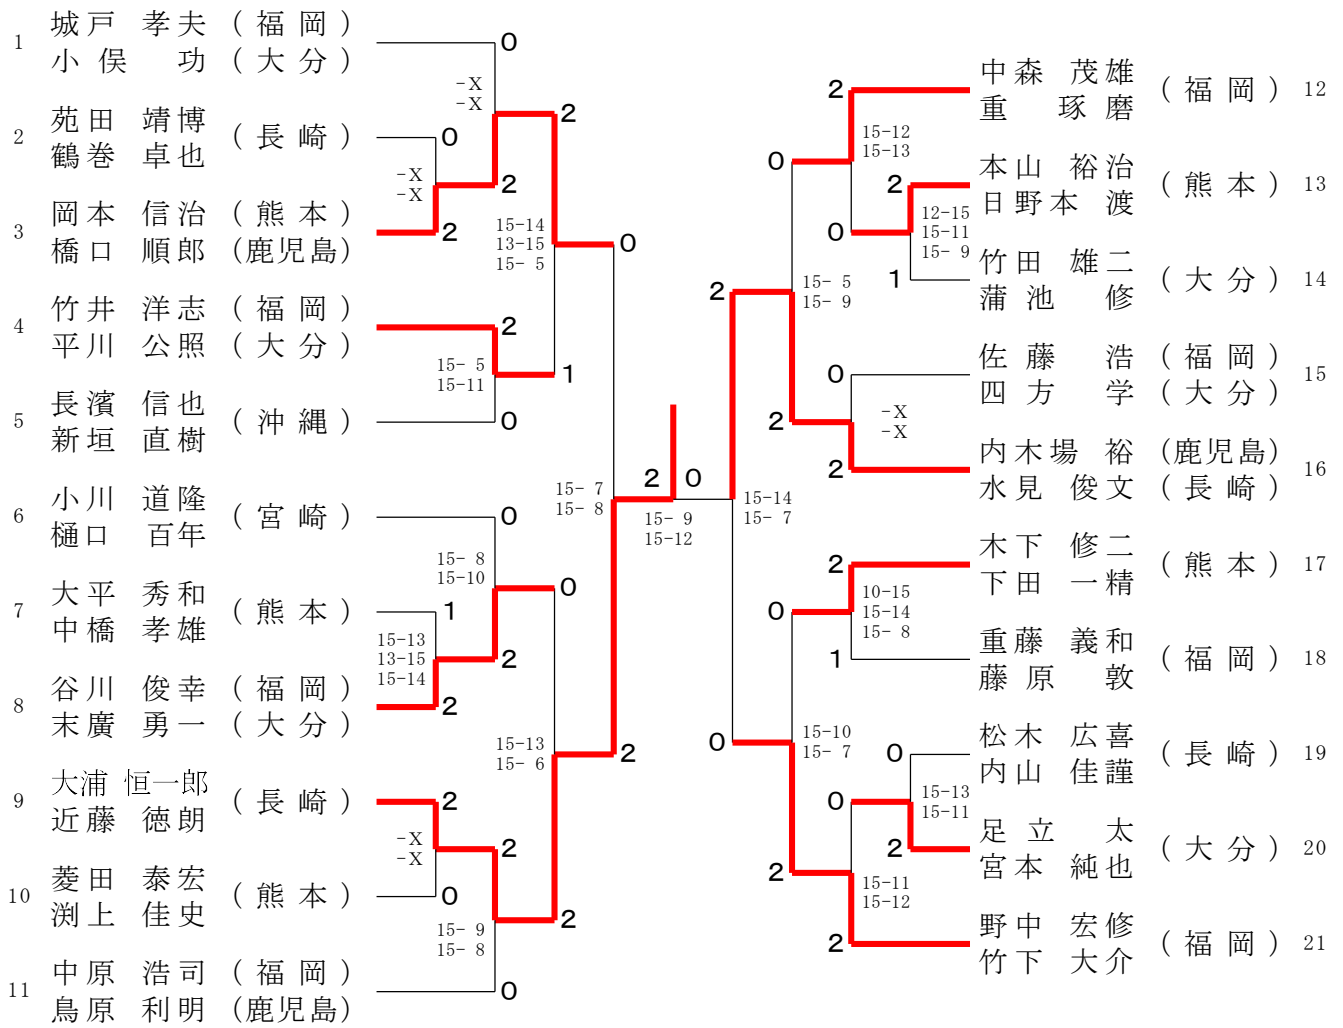 1 城戸 孝夫 (福岡) 0
小俣 功 (大分)
-X
-X
2
2 苑田 靖博 (長崎) 0
鶴巻 卓也
-X
-X
2
3 岡本 信治 (熊本) 2
橋口 順郎 (鹿児島)
15-14
13-15
15- 5
0
4 竹井 洋志 (福岡) 2
平川 公照 (大分)
15- 5
15-11
1
5 長濱 信也 (沖縄) 0
新垣 直樹
15- 7
15- 8
6 小川 道隆 (宮崎) 0
樋口 百年
15- 8
15-10
0
7 大平 秀和 (熊本) 1
中橋 孝雄
15-13
13-15
15-14
2
8 谷川 俊幸 (福岡) 2
末廣 勇一 (大分)
15-13
15- 6
2
9 大浦 恒一郎 (長崎) 2
近藤 徳朗
-X
-X
2
10 菱田 泰宏 (熊本) 0
渕上 佳史
2
15- 9
15- 8
11 中原 浩司 (福岡) 0
鳥原 利明 (鹿児島)
2 0
15- 9
15-12
2 中森 茂雄 (福岡) 12
重 琢磨
15-12
15-13
0
2 本山 裕治 (熊本) 13
日野本 渡
12-15
15-11
15- 9
0
1 竹田 雄二 (大分) 14
蒲池 修
15- 5
15- 9
2
0 佐藤 浩 (福岡) 15
四方 学 (大分)
-X
-X
2
2 内木場 裕 (鹿児島) 16
水見 俊文 (長崎)
15-14
15- 7
2 木下 修二 (熊本) 17
下田 一精
10-15
15-14
15- 8
0
1 重藤 義和 (福岡) 18
藤原 敦
15-10
15- 7
0
0 松木 広喜 (長崎) 19
内山 佳謹
15-13
15-11
0
2 足立 太 (大分) 20
宮本 純也
2
15-11
15-12
2 野中 宏修 (福岡) 21
竹下 大介